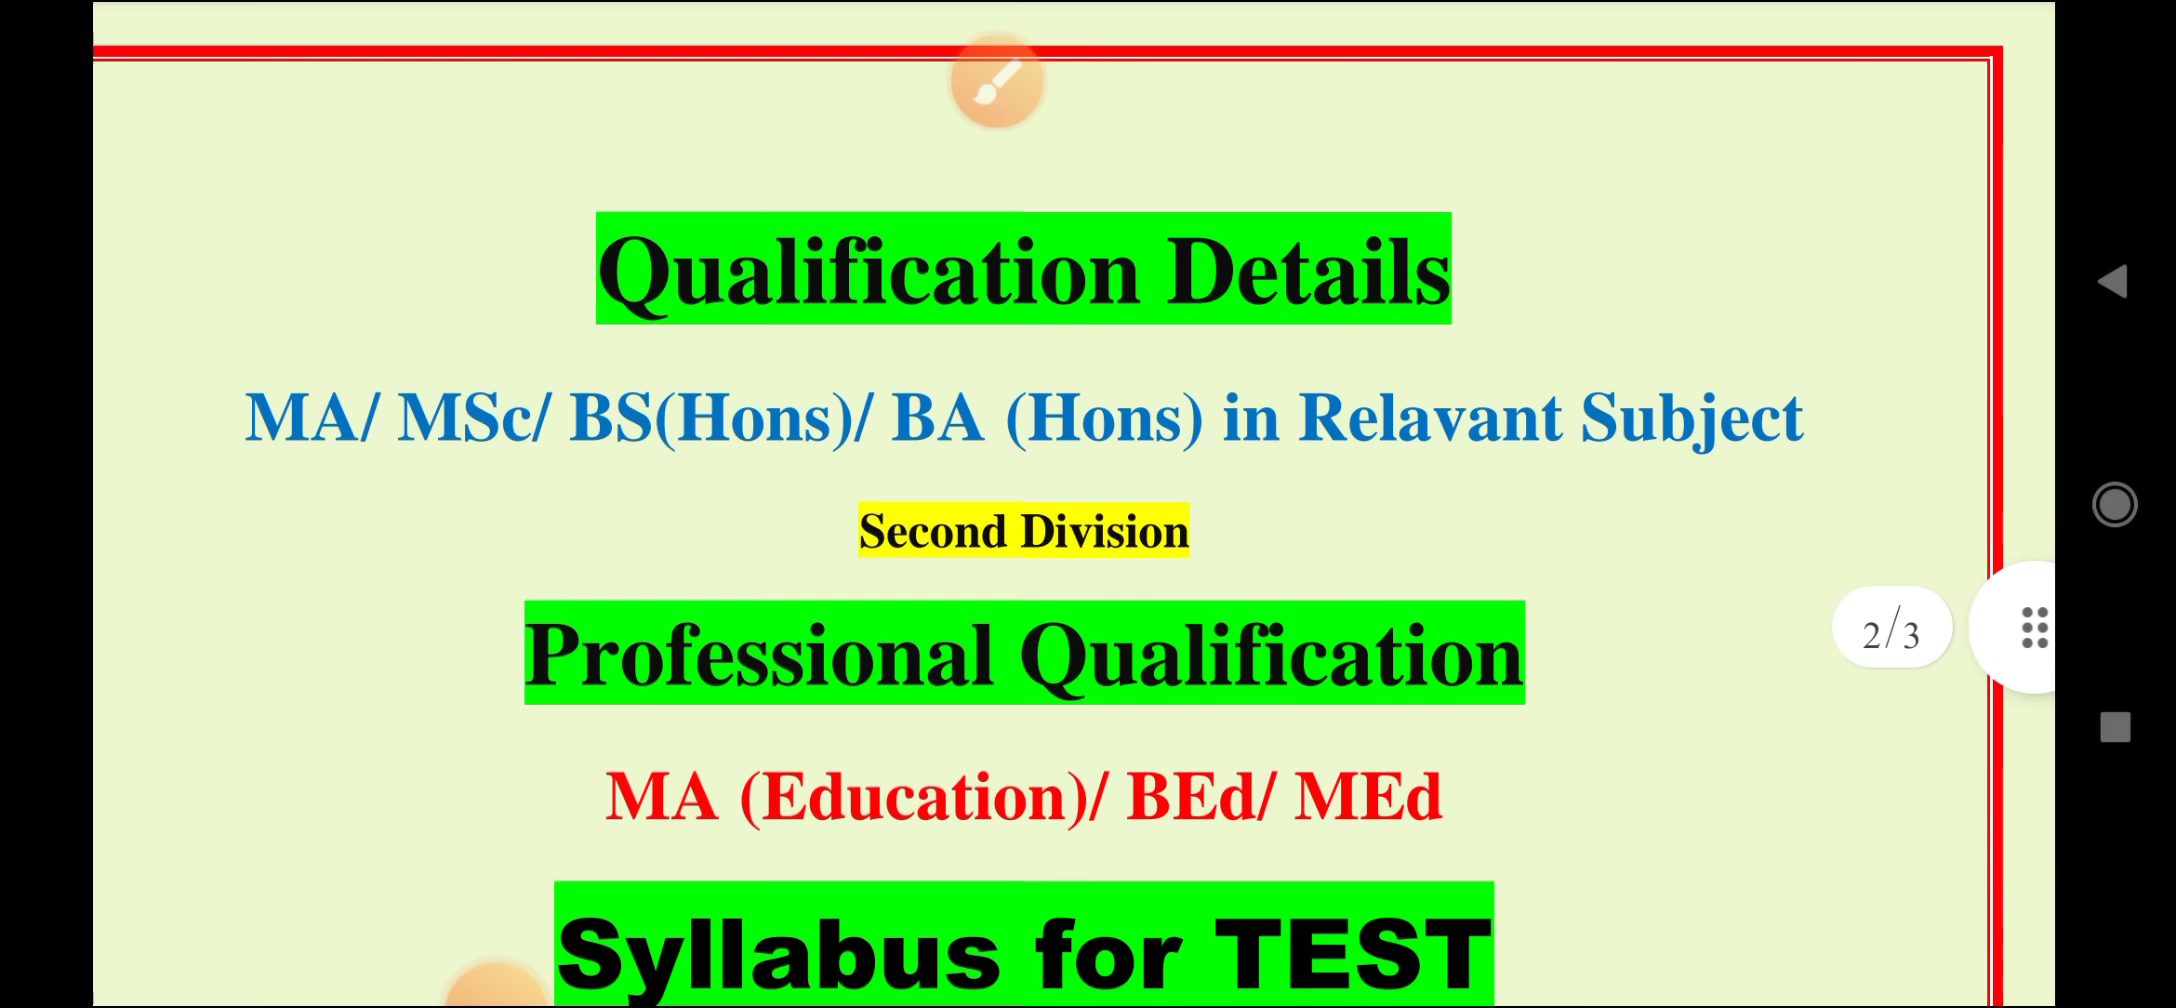 Qualification Details
MA/ MSc/ BS(Hons)/ BA (Hons) in Relavant Subject
Second Division
Professional Qualification
2/3
MA (Education)/ BEd/ MEd
Syllabus for TEST